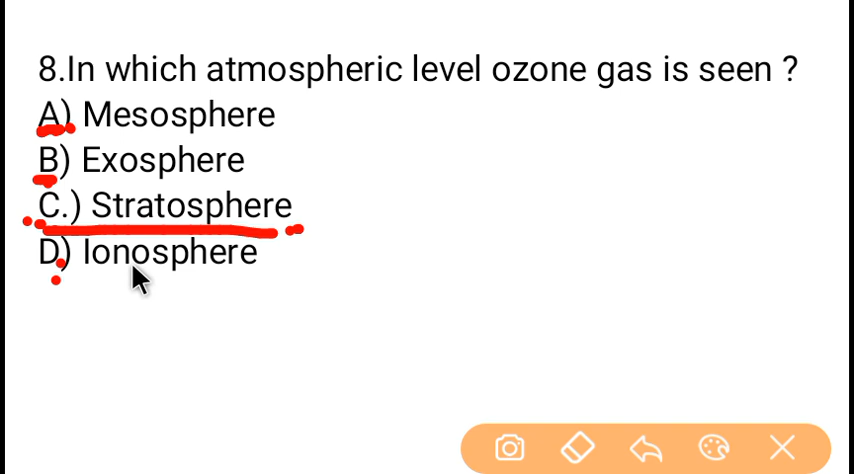 8.In which atmospheric level ozone gas is seen ?
A) Mesosphere
B) Exosphere
C.) Stratosphere
D) Ionosphere